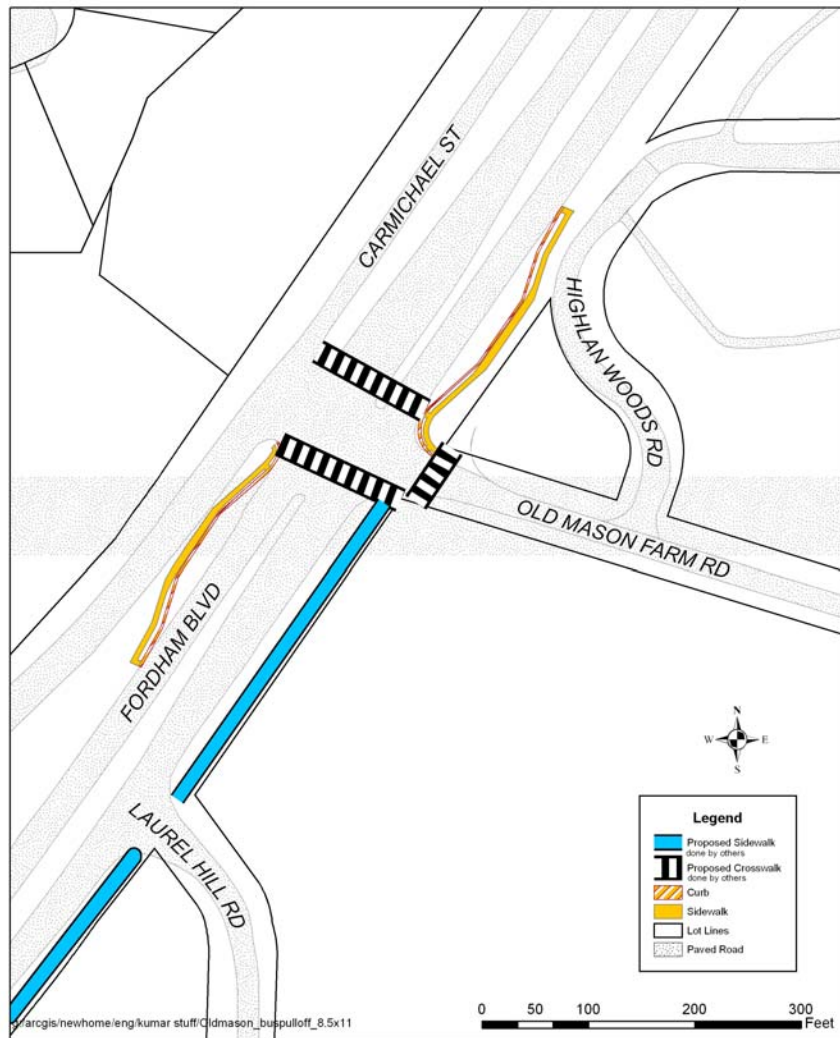 CARMICHAEL ST
HIGHLAN WOODS RD
OLD MASON FARM RD
FORDHAM BLVD
LAUREL HILL RD
N
W E
S
Legend
Proposed Sidewalk
done by others
Proposed Crosswalk
done by others
Curb
Sidewalk
Lot Lines
Paved Road
/arcgis/newhome/eng/kumar stuff/Oldmason_buspulloff_8.5x11
0 50 100 200 300
Feet